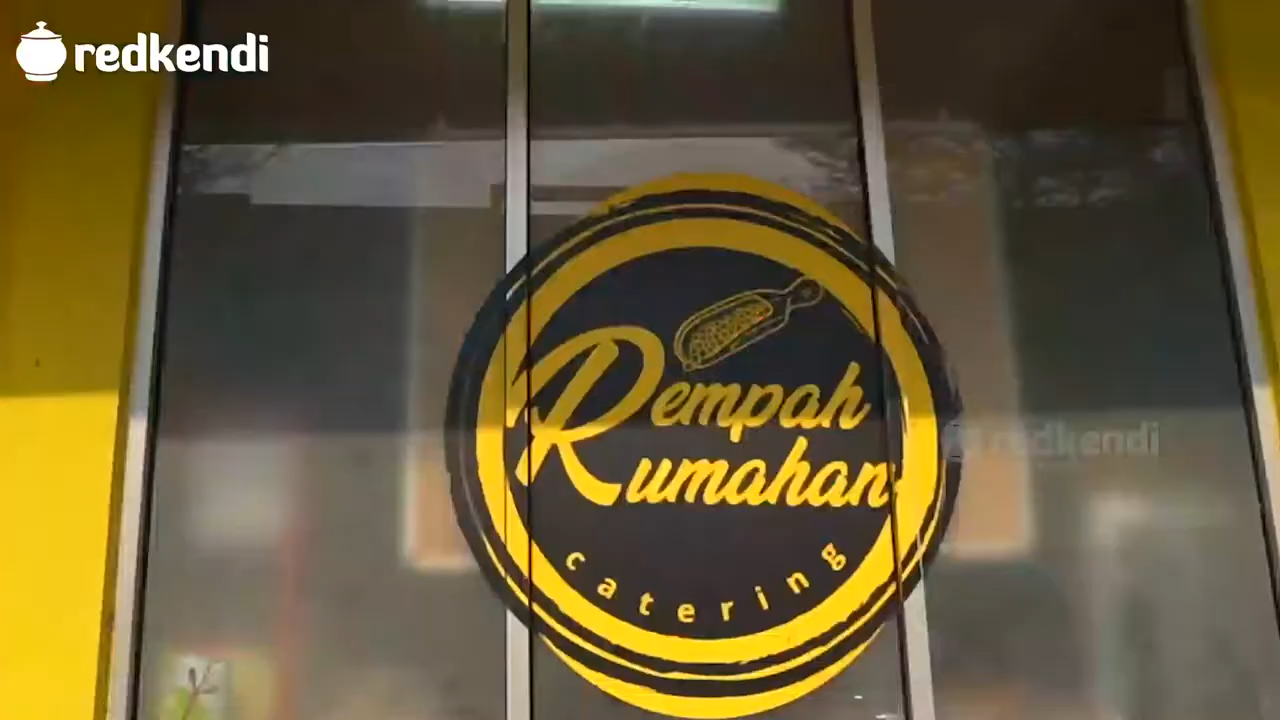 redkendi
Rempah
Rumahan
catering
redkendi